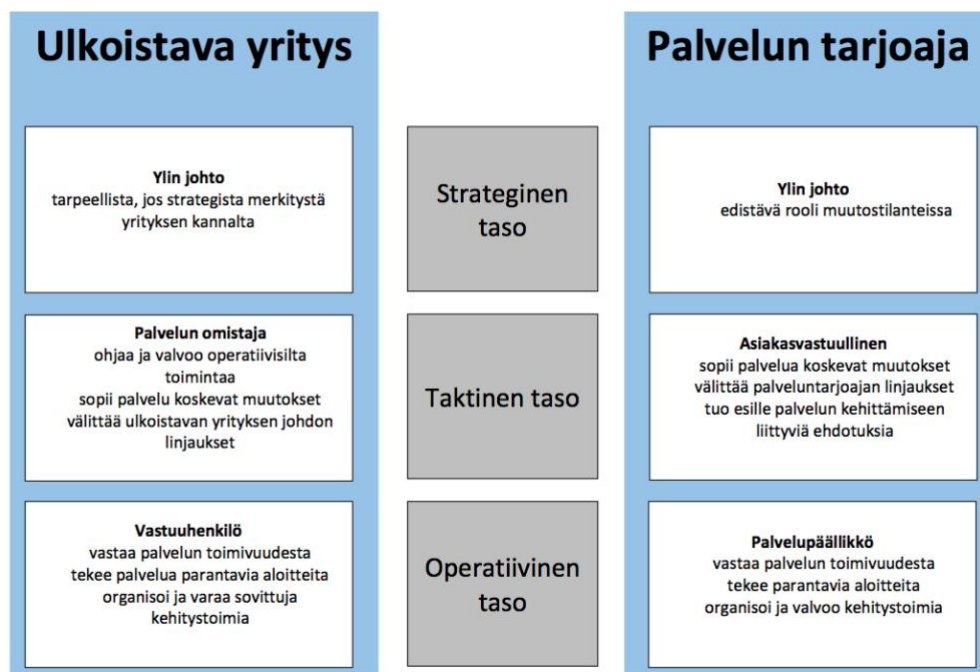 Ulkoistava yritys
Palvelun tarjoaja
Ylin johto
tarpeellista, jos strategista merkitystä
yrityksen kannalta
Strateginen
taso
Ylin johto
edistävä rooli muutostilanteissa
Palvelun omistaja
ohjaa ja valvoo operatiivisilta
toimintaa
sopii palvelu koskevat muutokset
välittää ulkoistavan yrityksen johdon
linjaukset
Taktinen taso
Asiakasvastuullinen
sopii palvelua koskevat muutokset
välittää palveluntarjoajan linjaukset
tuo esille palvelun kehittämiseen
liittyviä ehdotuksia
Vastuuhenkilö
vastaa palvelun toimivuudesta
tekee palvelua parantavia aloitteita
organisoi ja varaa sovittuja
kehitystoimia
Operatiivinen
taso
Palvelupäällikkö
vastaa palvelun toimivuudesta
tekee parantavia aloitteita
organisoi ja valvoo kehitystoimia